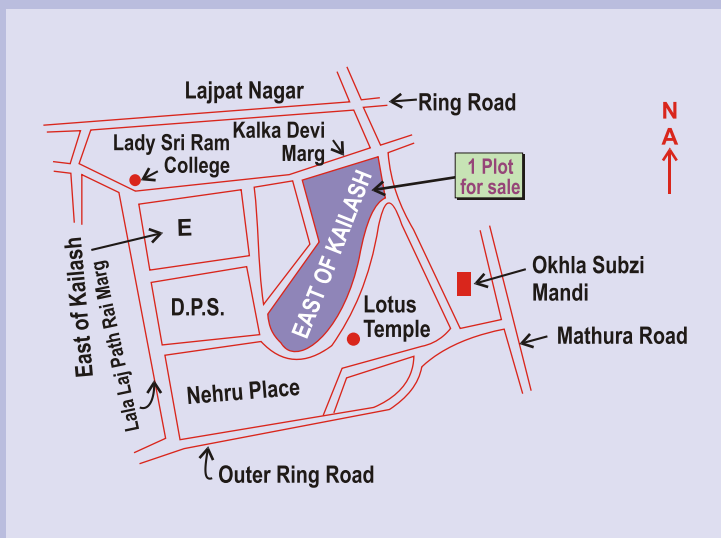 Lajpat Nagar
Ring Road
N
A
Kalka Devi
Marg
Lady Sri Ram
College
1 Plot
for sale
E
EAST OF KAILASH
East of Kailash
Lala Laj Path Rai Marg
D.P.S.
Lotus
Temple
Okhla Subzi
Mandi
Mathura Road
Nehru Place
Outer Ring Road